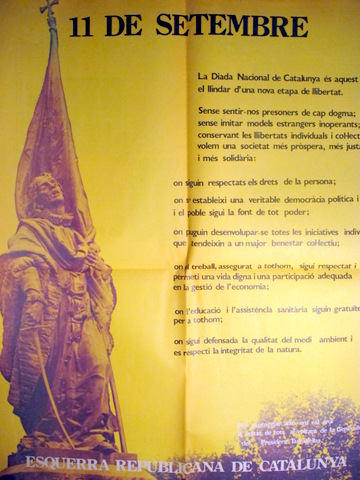 11 DE SETEMBRE
La Diada Nacional de Catalunya és aquest
el llindar d'una nova etapa de llibertat.
Sense sentir-nos presoners de cap dogma;
sense imitar models estrangers inoperants;
conservant les llibertats individuals i col·lect
volem una societat més pròspera, més justa
i més solidària:
on siguin respectats els drets de la persona;
on s'estableixi una veritable democràcia política i
i el poble sigui la font de tot poder;
on puguin desenvolupar-se totes les iniciatives indiv
que tendeixin a un major benestar col·lectiu;
on el treball, assegurat a tothom, sigui respectat i
permeti una vida digna i una participació adequada
en la gestió de l'economia;
on l'educació i l'assistència sanitària siguin gratuïte
per a tothom;
on sigui defensada la qualitat del medi ambient i
es respecti la integritat de la natura.
ESQUERRA REPUBLICANA DE CATALUNYA